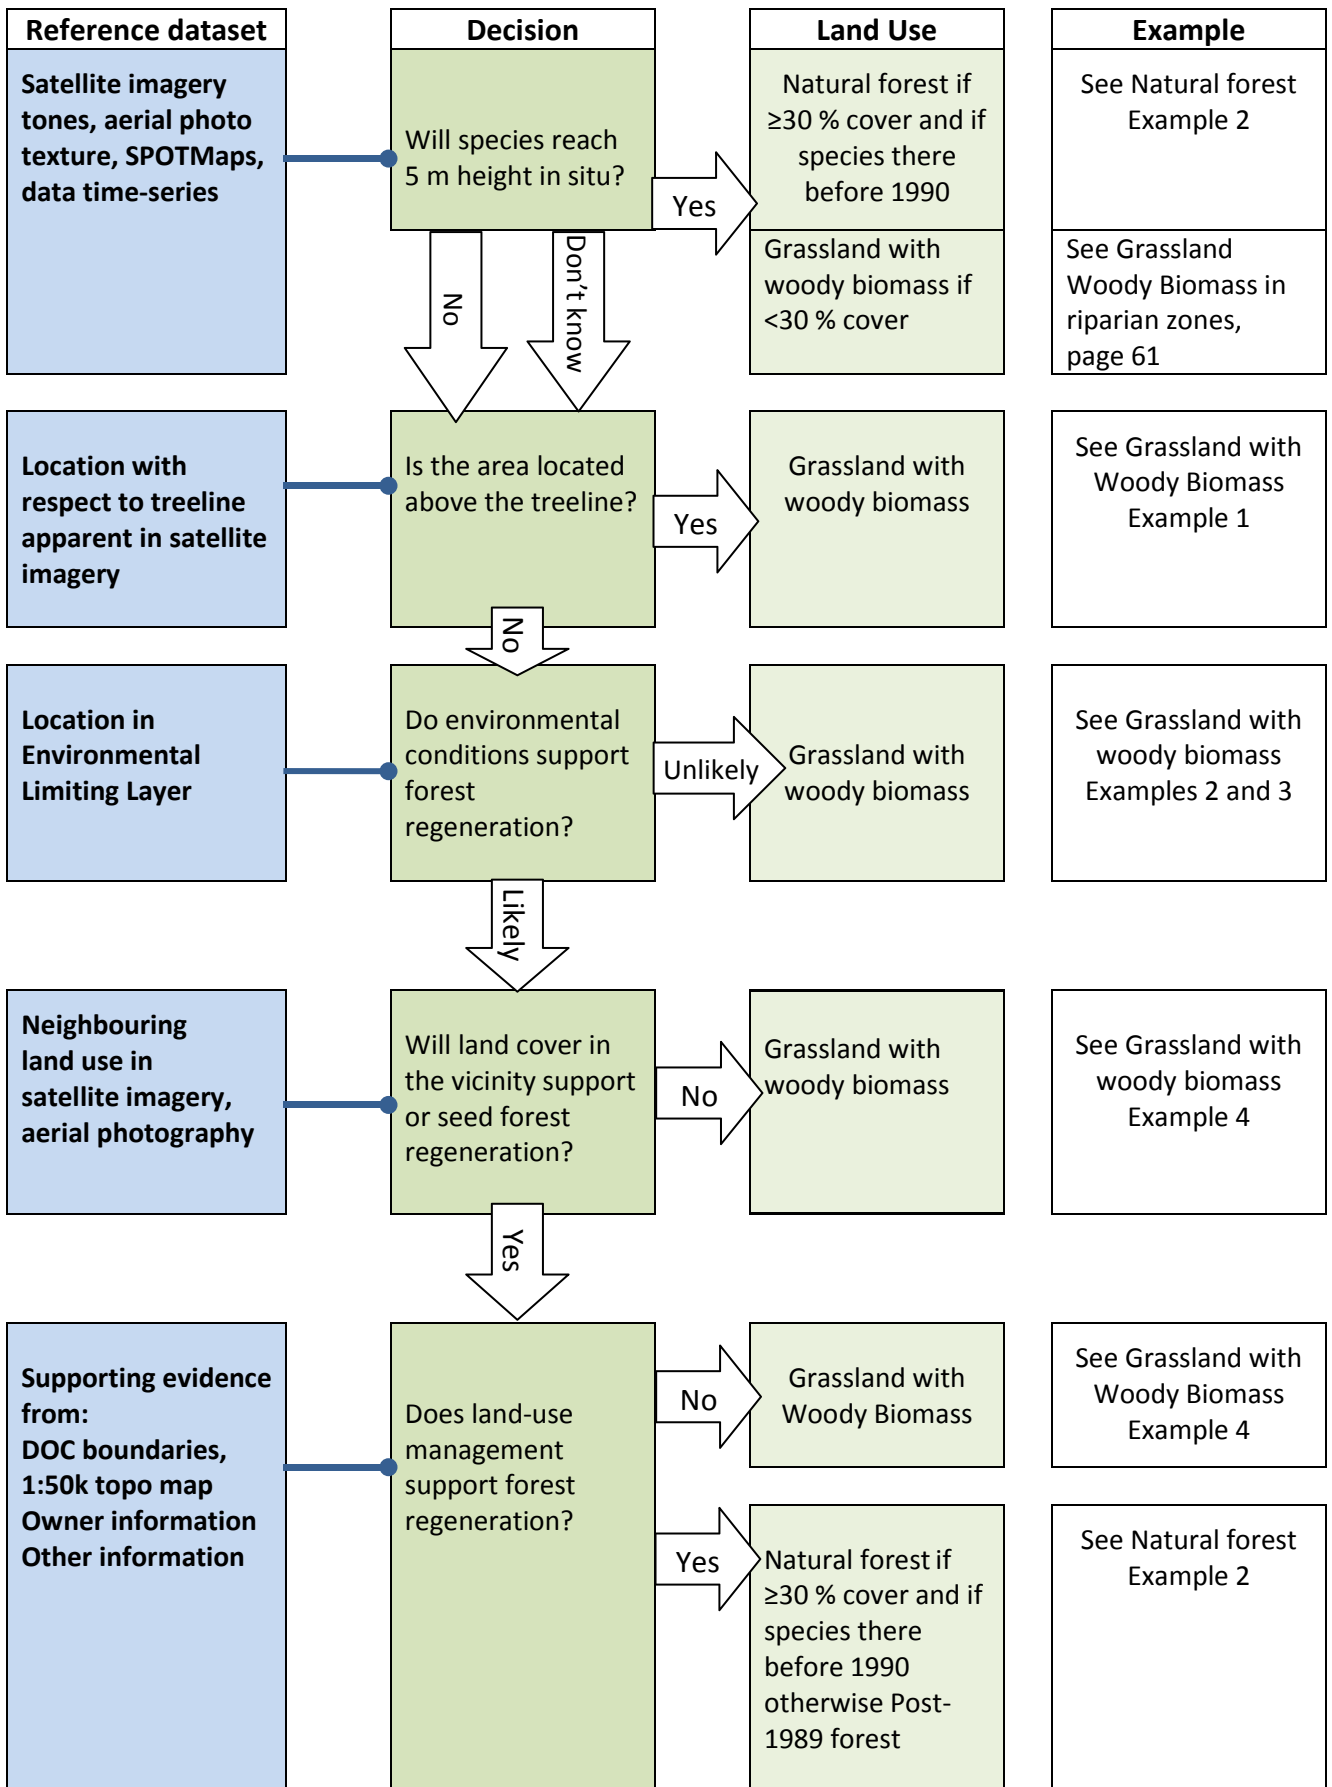 Reference dataset
Decision
Land Use
Example
Satellite imagery
tones, aerial photo
texture, SPOTMaps,
data time-series
Will species reach
5 m height in situ?
Yes
Natural forest if
≥30 % cover and if
species there
before 1990
See Natural forest
Example 2
Grassland with
woody biomass if
<30 % cover
See Grassland
Woody Biomass in
riparian zones,
page 61
No
Don't know
Location with
respect to treeline
apparent in satellite
imagery
Is the area located
above the treeline?
Yes
Grassland with
woody biomass
See Grassland with
Woody Biomass
Example 1
No
Location in
Environmental
Limiting Layer
Do environmental
conditions support
forest
regeneration?
Unlikely
Grassland with
woody biomass
See Grassland with
woody biomass
Examples 2 and 3
Likely
Neighbouring
land use in
satellite imagery,
aerial photography
Will land cover in
the vicinity support
or seed forest
regeneration?
No
Grassland with
woody biomass
See Grassland with
woody biomass
Example 4
Yes
Supporting evidence
from:
DOC boundaries,
1:50k topo map
Owner information
Other information
Does land-use
management
support forest
regeneration?
No
Grassland with
Woody Biomass
See Grassland with
Woody Biomass
Example 4
Yes
Natural forest if
≥30 % cover and if
species there
before 1990
otherwise Post-
1989 forest
See Natural forest
Example 2